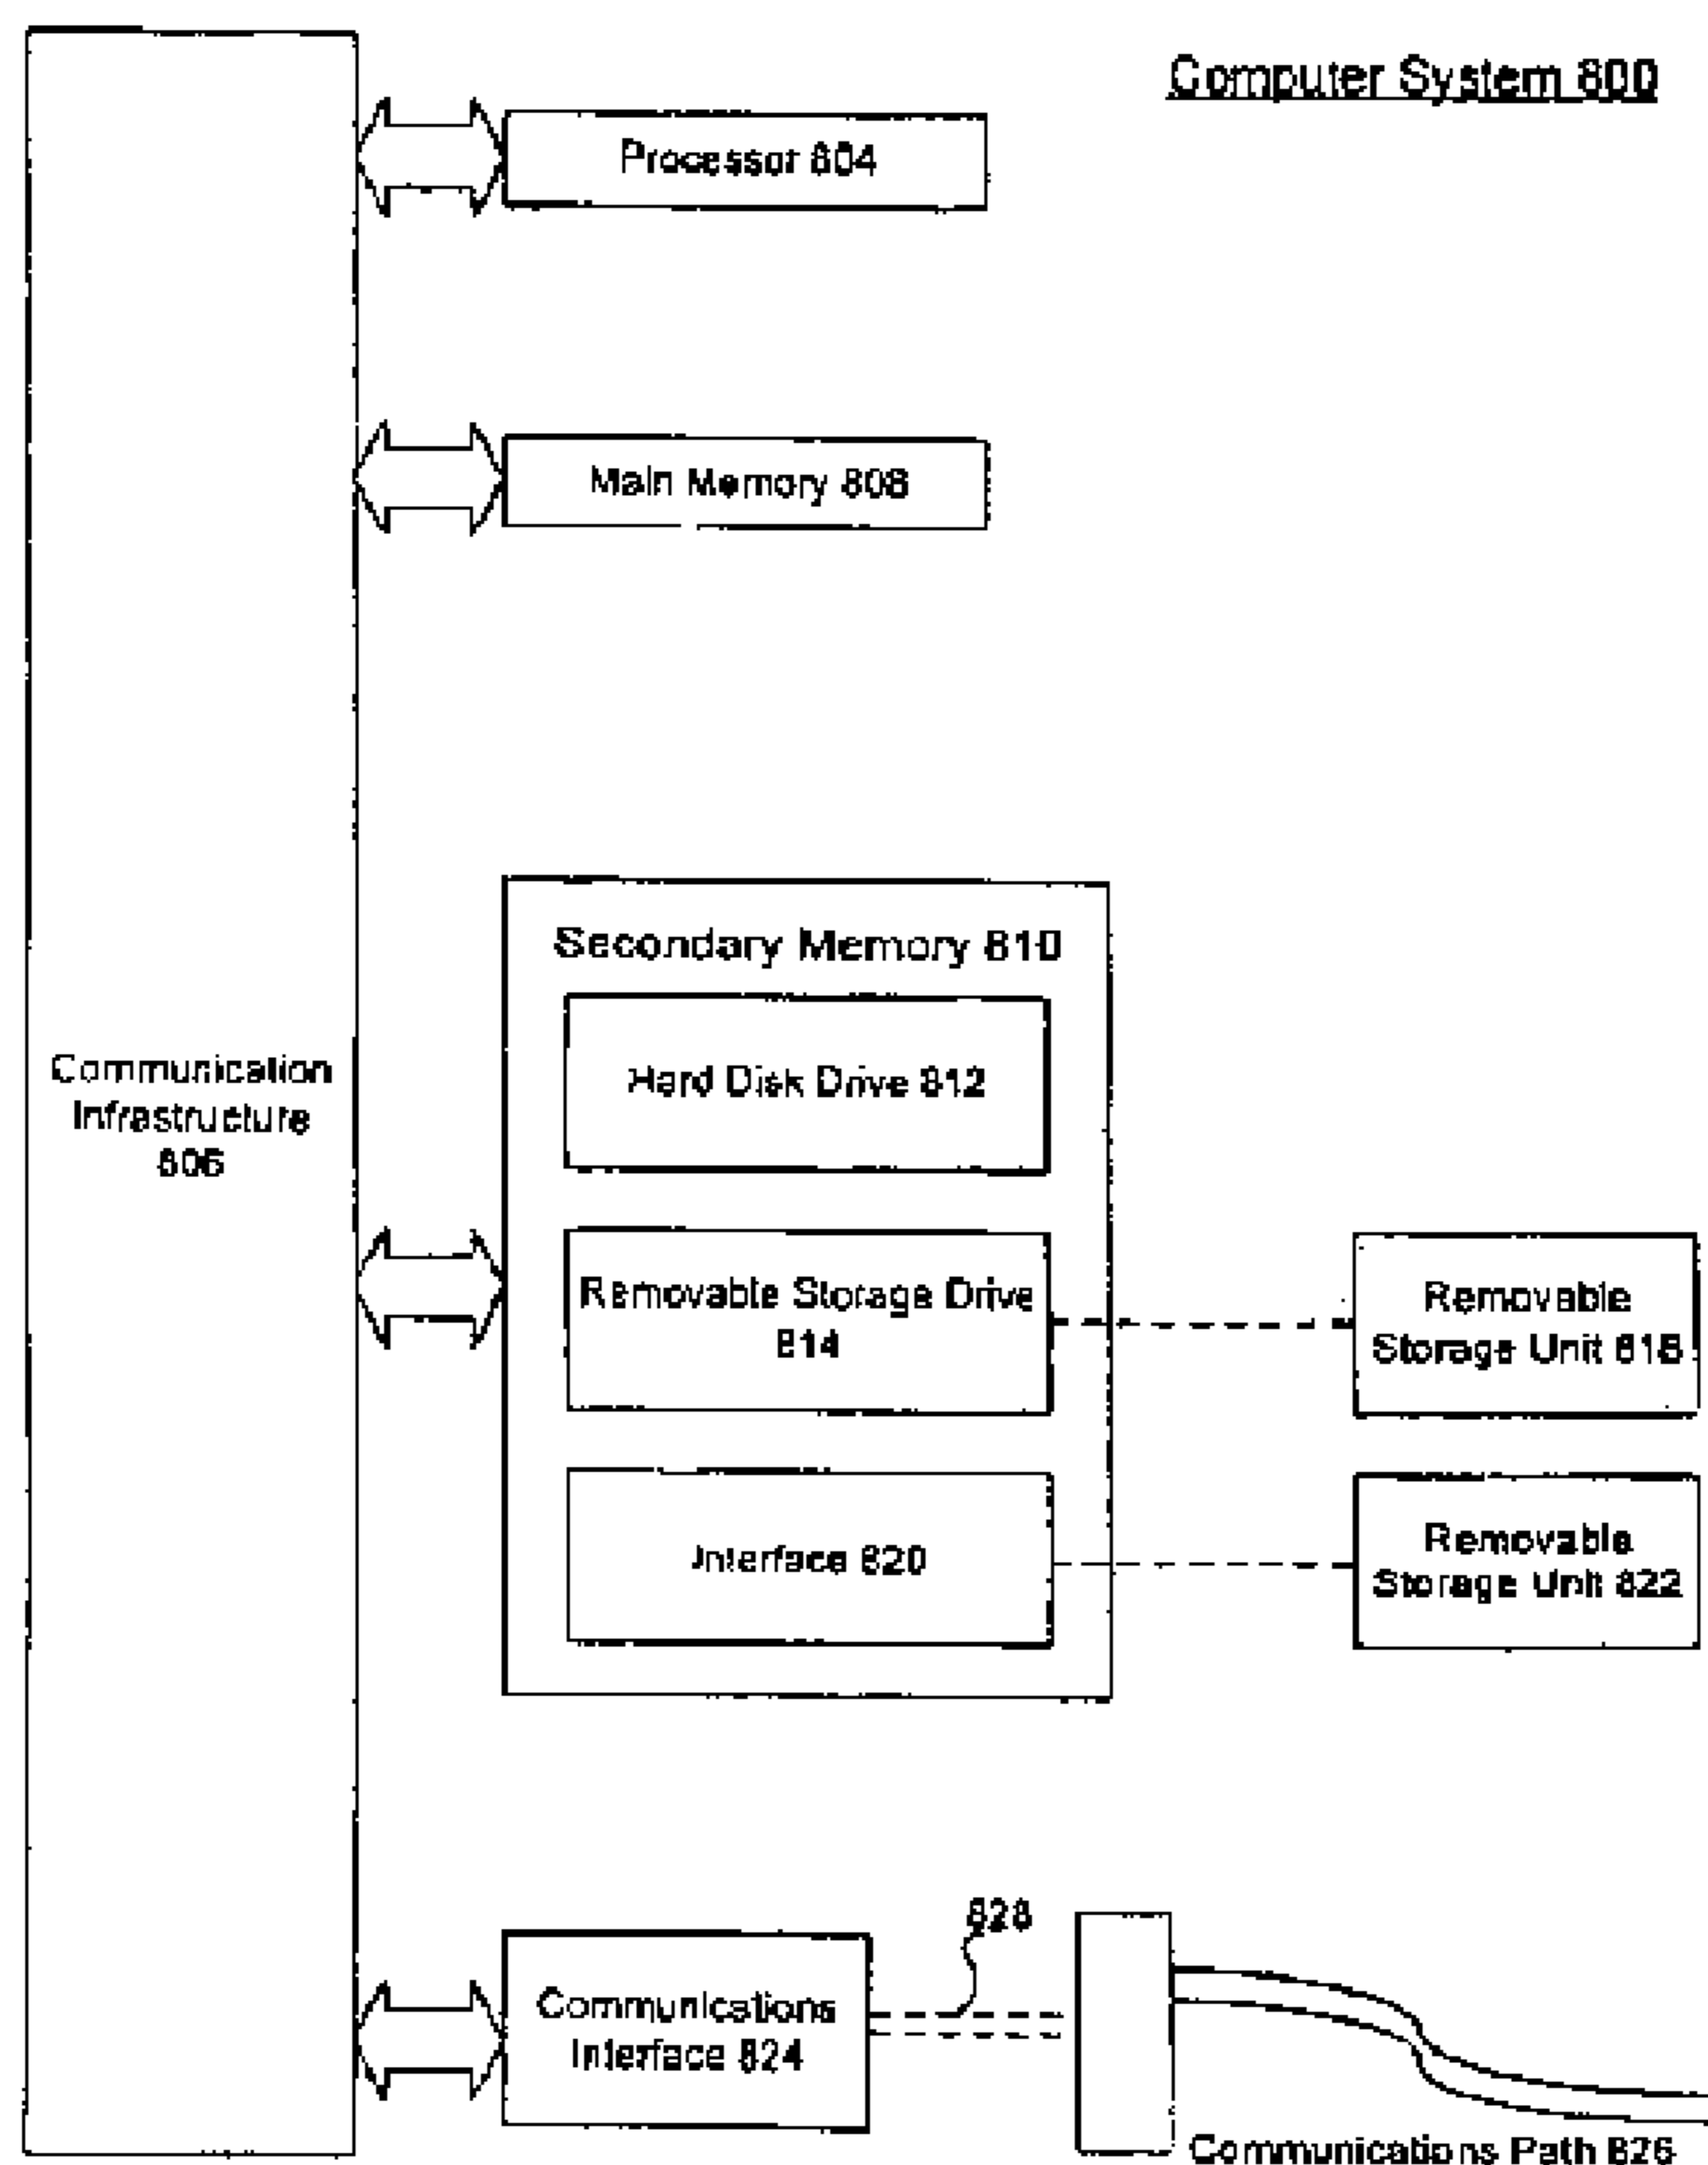 Computer System 800
Processor 804
Main Memory 808
Secondary Memory 810
Hard Disk Drive 812
Communication
Infrastructure
806
Removable Storage Drive
814
Removable
Storage Unit 818
Interface 820
Removable
Storage Unit 822
828
Communications
Interface 824
Communications Path 826